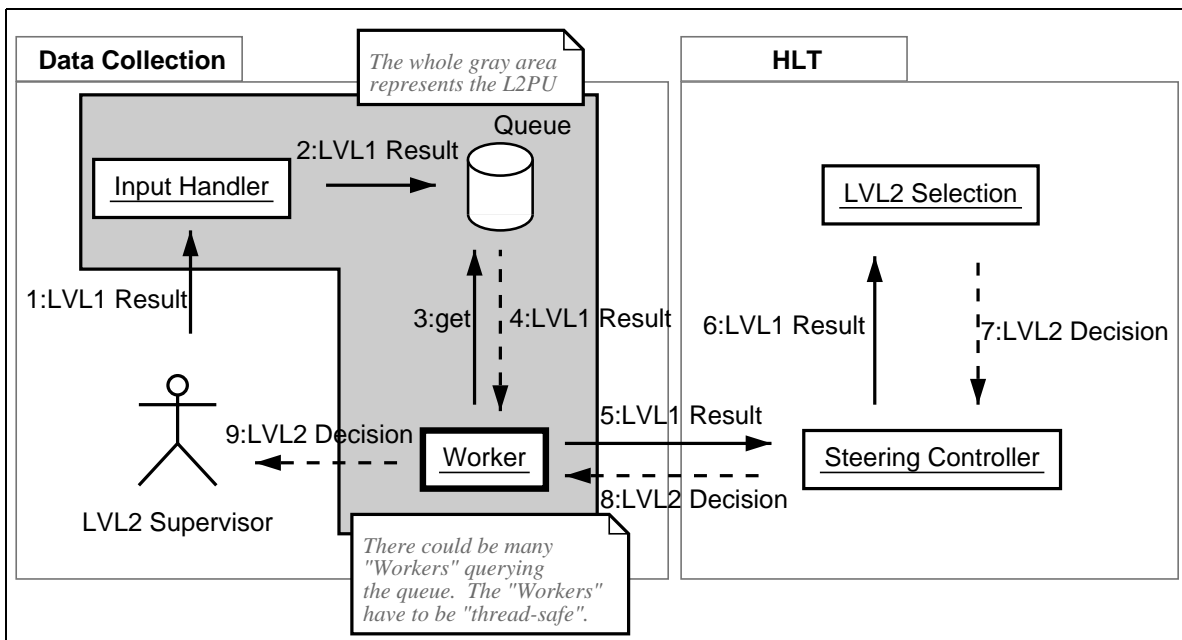 Data Collection
The whole gray area
represents the L2PU
HLT
Queue
2:LVL1 Result
Input Handler
LVL2 Selection
1:LVL1 Result
3:get
4:LVL1 Result
6:LVL1 Result
7:LVL2 Decision
5:LVL1 Result
9:LVL2 Decision
Worker
Steering Controller
8:LVL2 Decision
LVL2 Supervisor
There could be many
"Workers" querying
the queue. The "Workers"
have to be "thread-safe".